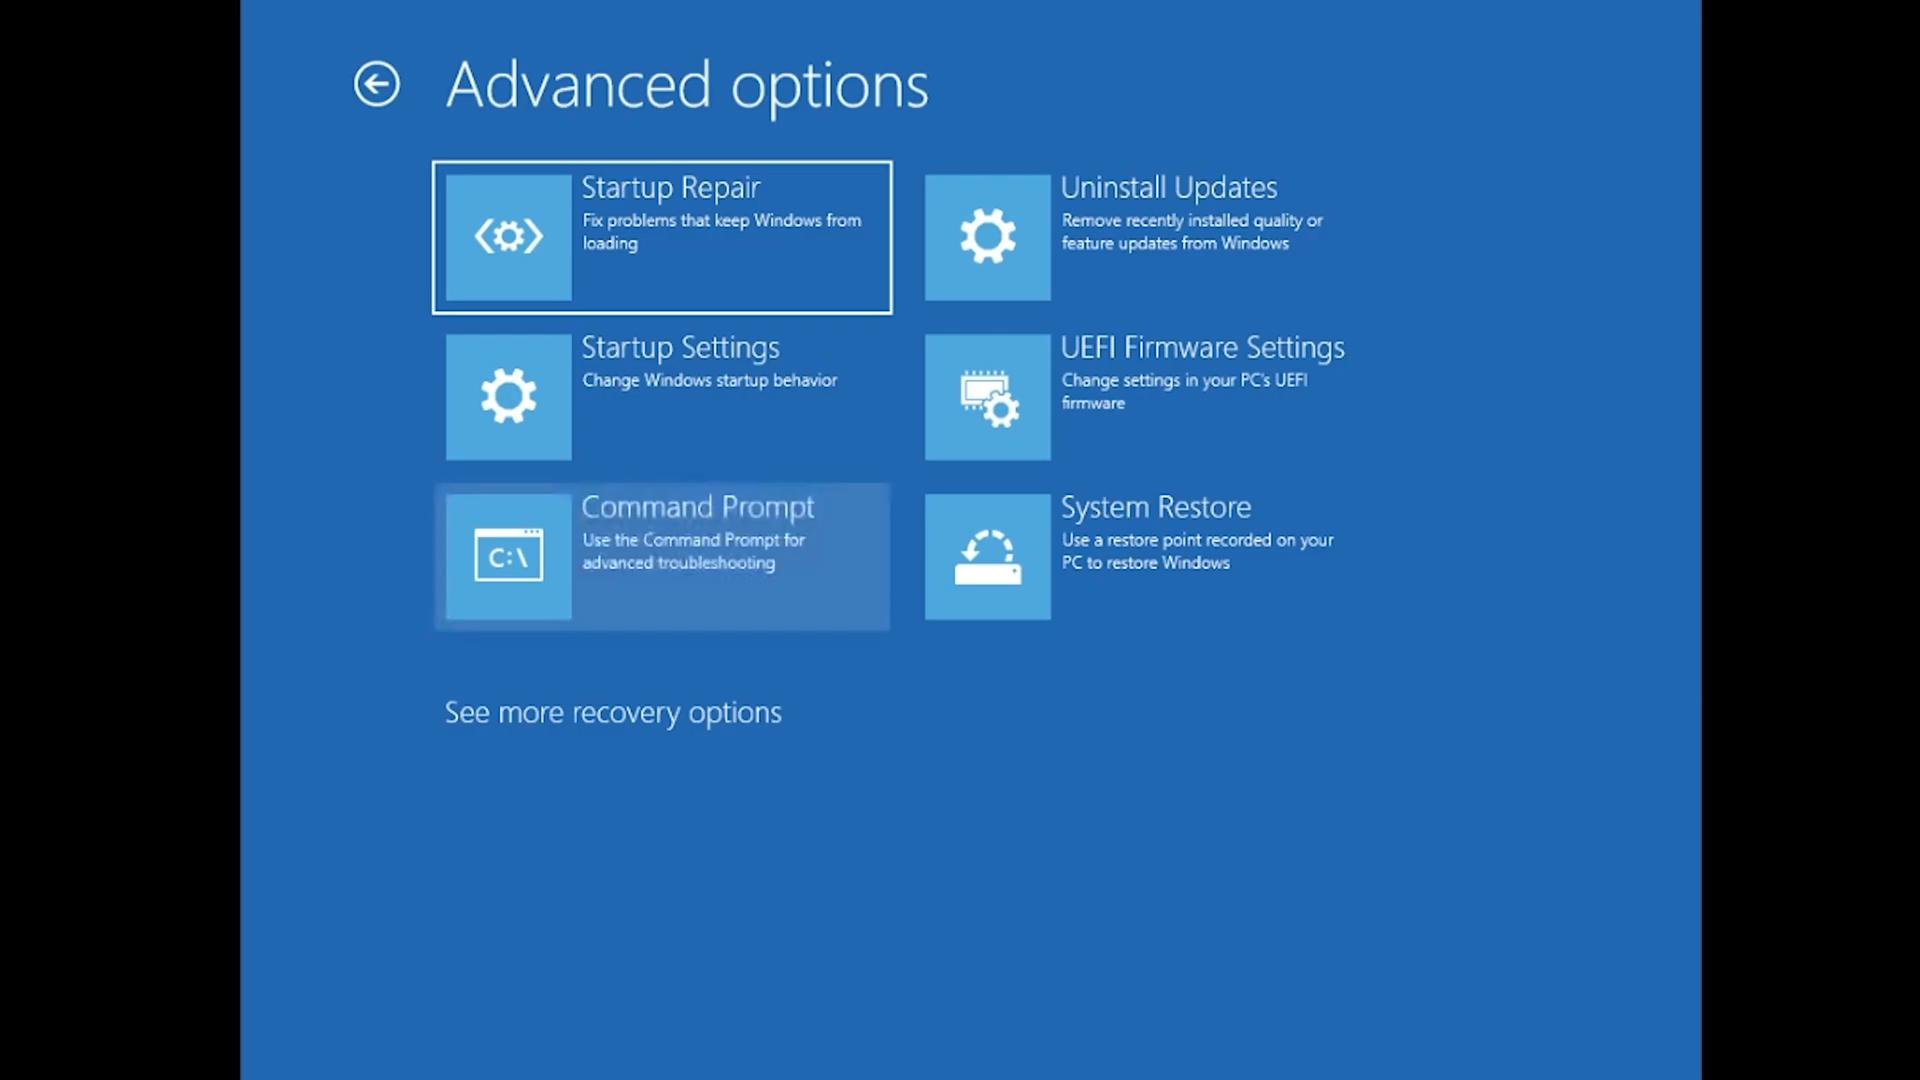 Advanced options
Startup Repair
Fix problems that keep Windows from
loading
Uninstall Updates
Remove recently installed quality or
feature updates from Windows
Startup Settings
Change Windows startup behavior
UEFI Firmware Settings
Change settings in your PC's UEFI
firmware
C:\
Command Prompt
Use the Command Prompt for
advanced troubleshooting
System Restore
Use a restore point recorded on your
PC to restore Windows
See more recovery options